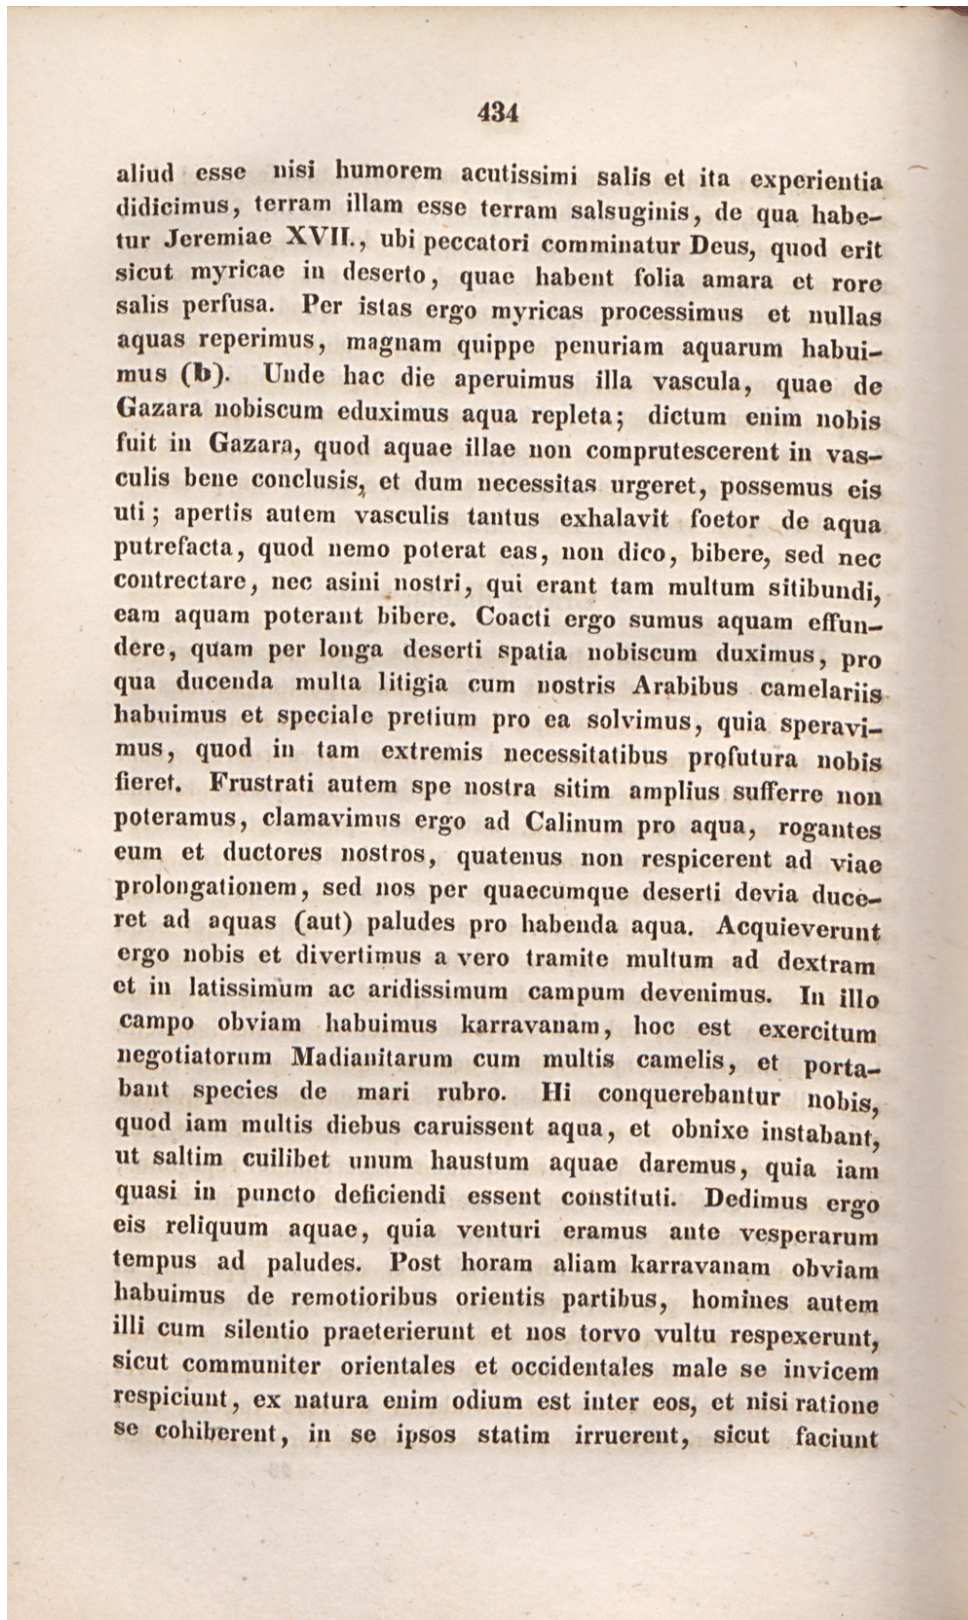 434
aliud esse nisi humorem acutissimi salis et ita experientia
didicimus, terram illam esse terram salsuginis, de qua habe-
tur Jeremiae XVII., ubi peccatori comminatur Deus, quod erit
sicut myricae in deserto, quae habent folia amara et rore
salis perfusa. Per istas ergo myricas processimus et nullas
aquas reperimus, magnam quippe penuriam aquarum habui-
mus (b). Unde hac die aperuimus illa vascula, quae de
Gazara nobiscum eduximus aqua repleta; dictum enim nobis
fuit in Gazara, quod aquae illae non comprutescerent in vas-
culis bene conclusis, et dum necessitas urgeret, possemus eis
uti; apertis autem vasculis tantus exhalavit foetor de aqua
putrefacta, quod nemo poterat eas, non dico, bibere, sed nec
contrectare, nec asini nostri, qui erant tam multum sitibundi,
eam aquam poterant bibere. Coacti ergo sumus aquam effun-
dere, quam per longa deserti spatia nobiscum duximus, pro
qua ducenda multa litigia cum nostris Arabibus camelariis
habuimus et speciale pretium pro ea solvimus, quia speravi-
mus, quod in tam extremis necessitatibus profutura nobis
fieret. Frustrati autem spe nostra sitim amplius sufferre non
poteramus, clamavimus ergo ad Calinum pro aqua, rogantes
eum et ductores nostros, quatenus non respicerent ad viae
prolongationem, sed nos per quaecumque deserti devia duce-
ret ad aquas (aut) paludes pro habenda aqua. Acquieverunt
ergo nobis et divertimus a vero tramite multum ad dextram
et in latissimum ac aridissimum campum devenimus. In illo
campo obviam habuimus karravanam, hoc est exercitum
negotiatorum Madianitarum cum multis camelis, et porta-
bant species de mari rubro. Hi conquerebantur nobis,
quod iam multis diebus caruissent aqua, et obnixe instabant,
ut saltim cuilibet unum haustum aquae daremus, quia iam
quasi in puncto deficiendi essent constituti. Dedimus ergo
eis reliquum aquae, quia venturi eramus ante vesperarum
tempus ad paludes. Post horam aliam karravanam obviam
habuimus de remotioribus orientis partibus, homines autem
illi cum silentio praeterierunt et nos torvo vultu respexerunt,
sicut communiter orientales et occidentales male se invicem
respiciunt, ex natura enim odium est inter eos, et nisi ratione
se cohiberent, in se ipsos statim irruerent, sicut faciunt